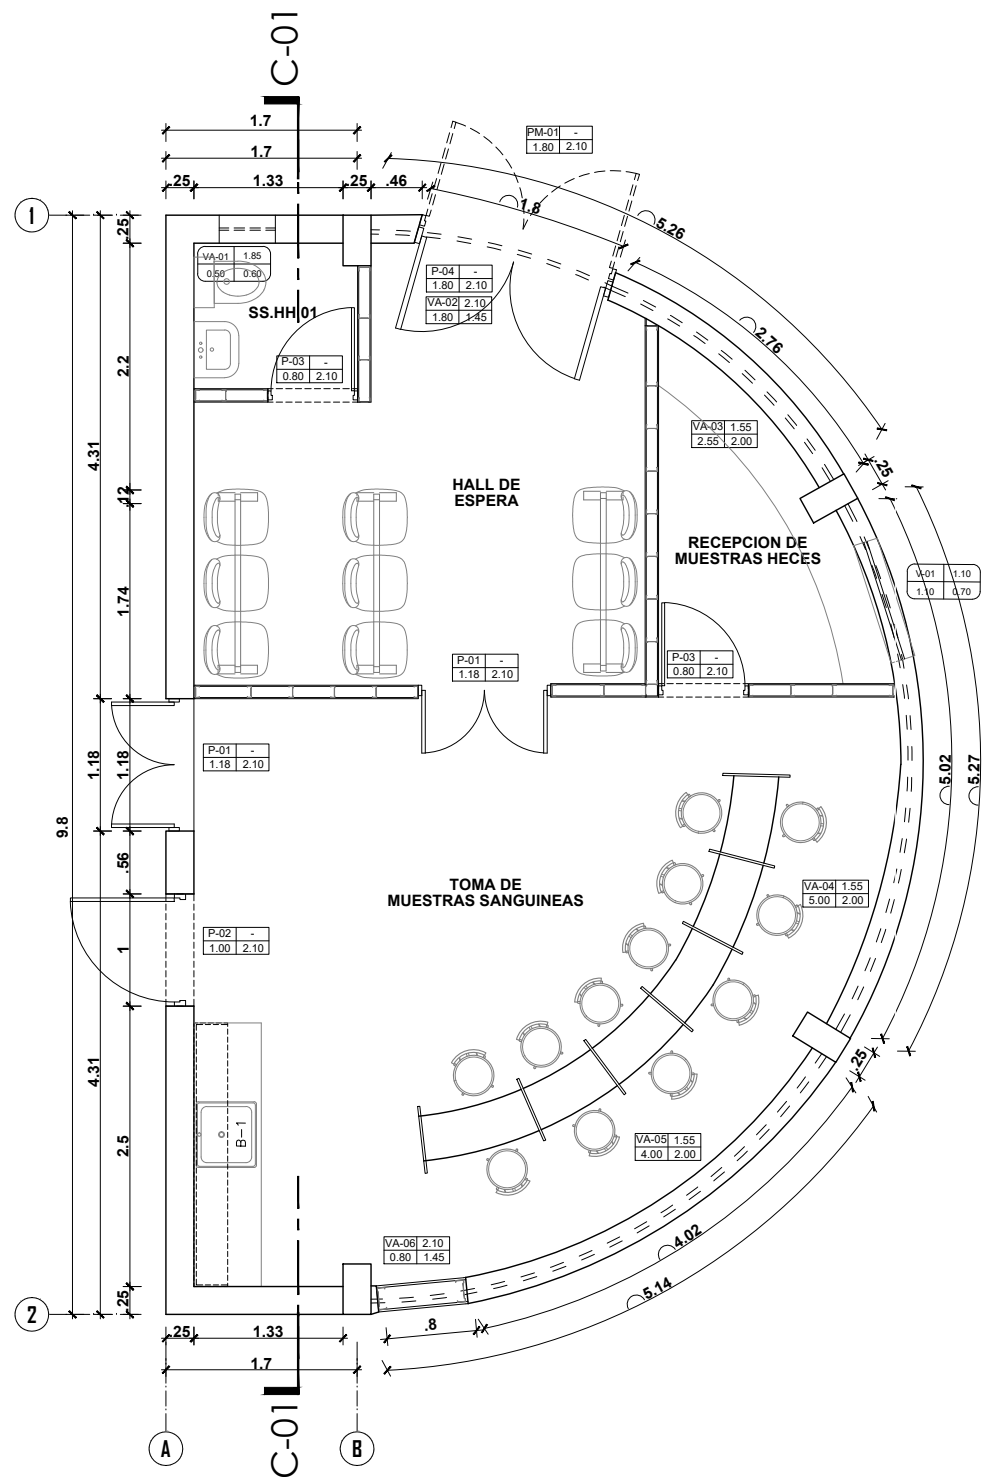 C-01
1.7
1.7
.25
1.33
.25
.46
PM-01 -
1.80 2.10
1.8
5.26
1
.25
VA-01 1.85
0.50 0.60
SS.HH.01
P-04 -
1.80 2.10
VA-02 2.10
1.80 1.45
2.76
P-03 -
0.80 2.10
2.2
4.31
VA-03 1.55
2.55 2.00
.25
HALL DE
ESPERA
.12
RECEPCION DE
MUESTRAS HECES
V-01 1.10
1.10 0.70
1.74
P-01 -
1.18 2.10
P-03 -
0.80 2.10
P-01 -
1.18 2.10
1.18
1.18
5.02
5.27
9.8
.56
TOMA DE
MUESTRAS SANGUINEAS
VA-04 1.55
5.00 2.00
P-02 -
1.00 2.10
1
4.31
.25
2.5
B-1
VA-05 1.55
4.00 2.00
VA-06 2.10
0.80 1.45
4.02
5.14
.25
2
.25
1.33
.8
1.7
C-01
A
B